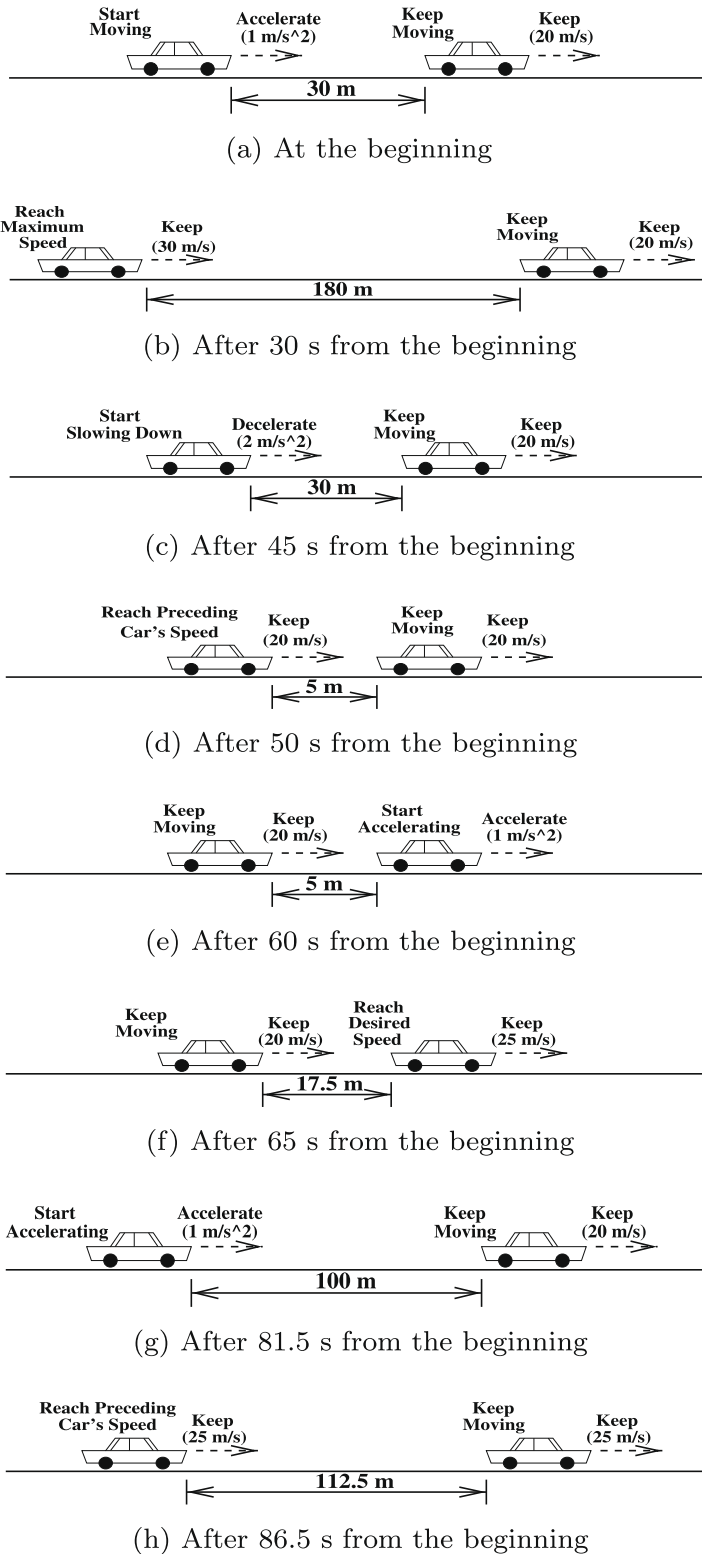 Start
Moving
Accelerate
(1 m/s^2)
Keep
Moving
Keep
(20 m/s)
30 m
(a) At the beginning
Reach
Maximum
Speed
Keep
(30 m/s)
Keep
Moving
Keep
(20 m/s)
180 m
(b) After 30 s from the beginning
Start
Slowing Down
Decelerate
(2 m/s^2)
Keep
Moving
Keep
(20 m/s)
30 m
(c) After 45 s from the beginning
Reach Preceding
Car's Speed
Keep
(20 m/s)
Keep
Moving
Keep
(20 m/s)
5 m
(d) After 50 s from the beginning
Keep
Moving
Keep
(20 m/s)
Start
Accelerating
Accelerate
(1 m/s^2)
5 m
(e) After 60 s from the beginning
Keep
Moving
Keep
(20 m/s)
Reach
Desired
Speed
Keep
(25 m/s)
17.5 m
(f) After 65 s from the beginning
Start
Accelerating
Accelerate
(1 m/s^2)
Keep
Moving
Keep
(20 m/s)
100 m
(g) After 81.5 s from the beginning
Reach Preceding
Car's Speed
Keep
(25 m/s)
Keep
Moving
Keep
(25 m/s)
112.5 m
(h) After 86.5 s from the beginning